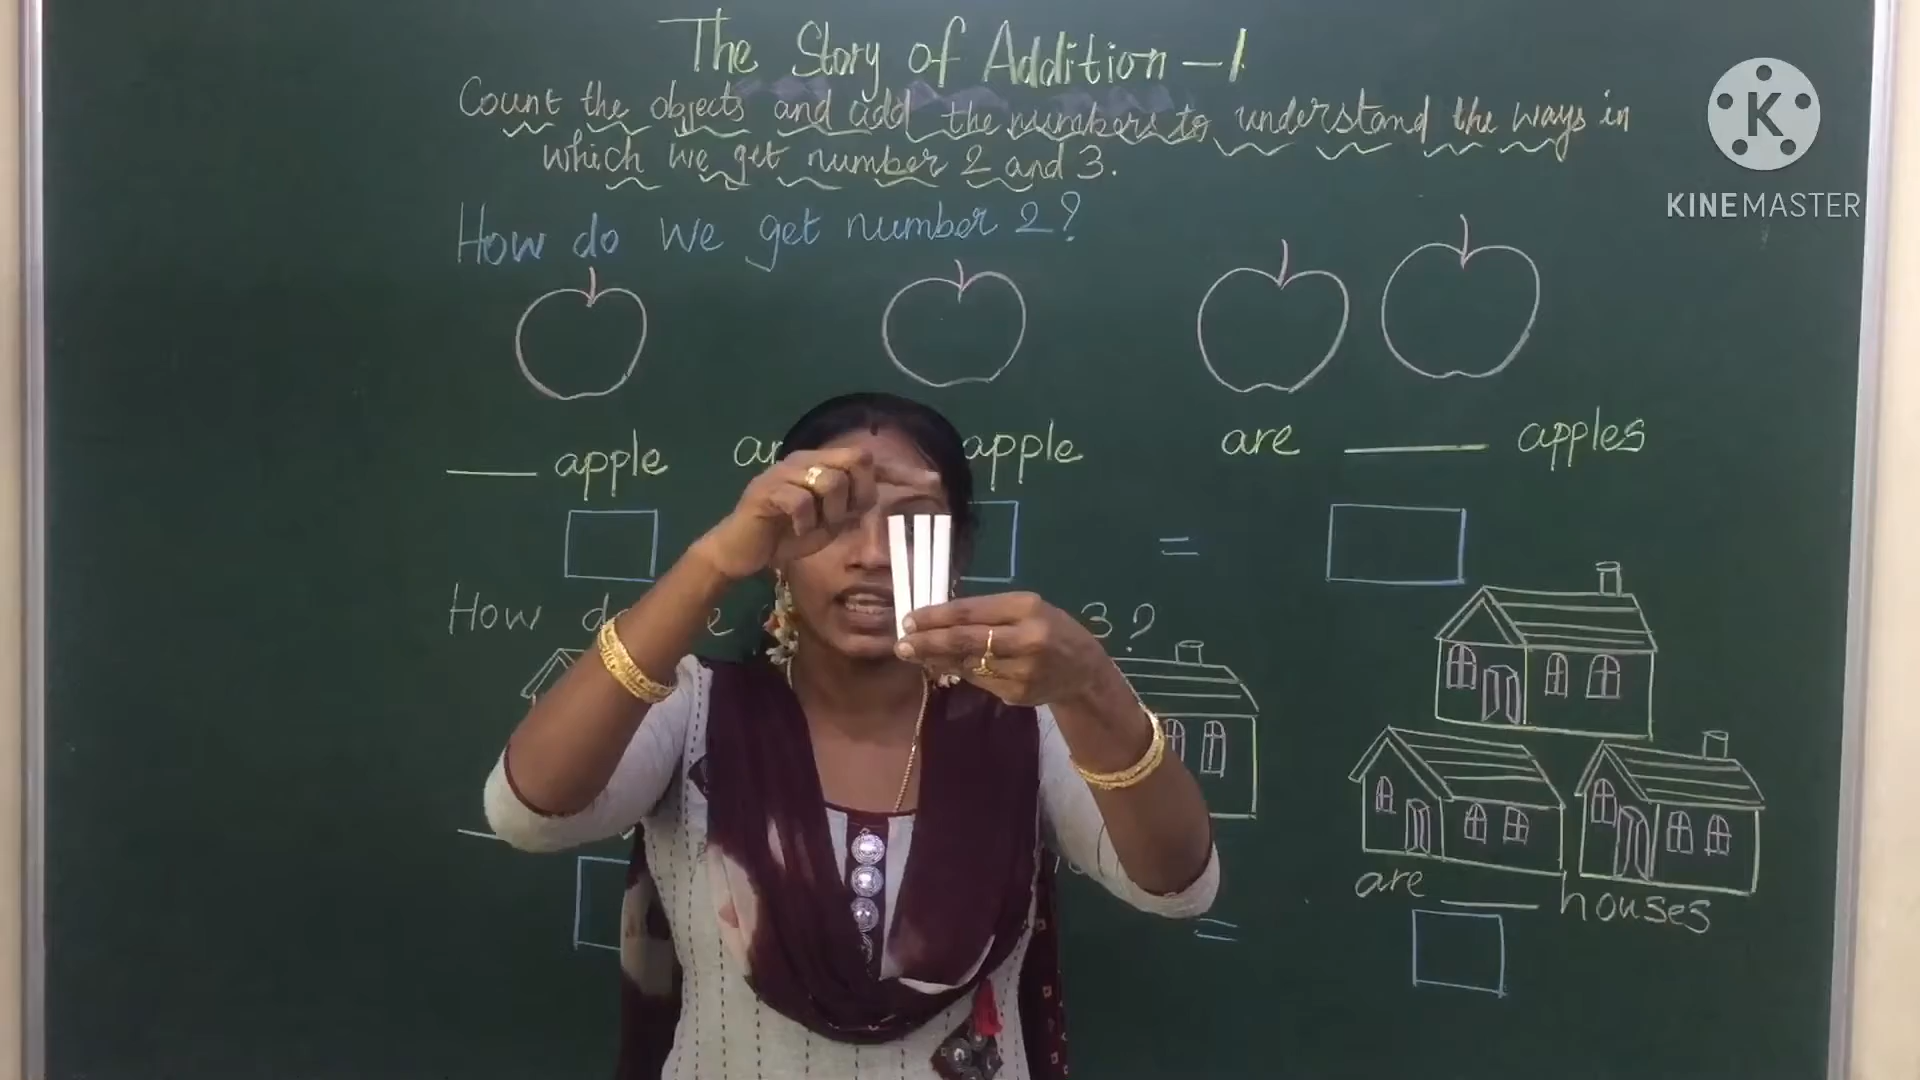 The Story of Addition - 1
Count the objects and add the numbers to understand the ways in
which we get number 2 and 3.
K
KINEMASTER
How do we get number 2?
apple apple are ____ apples
=
How 3?
are ____ houses
=